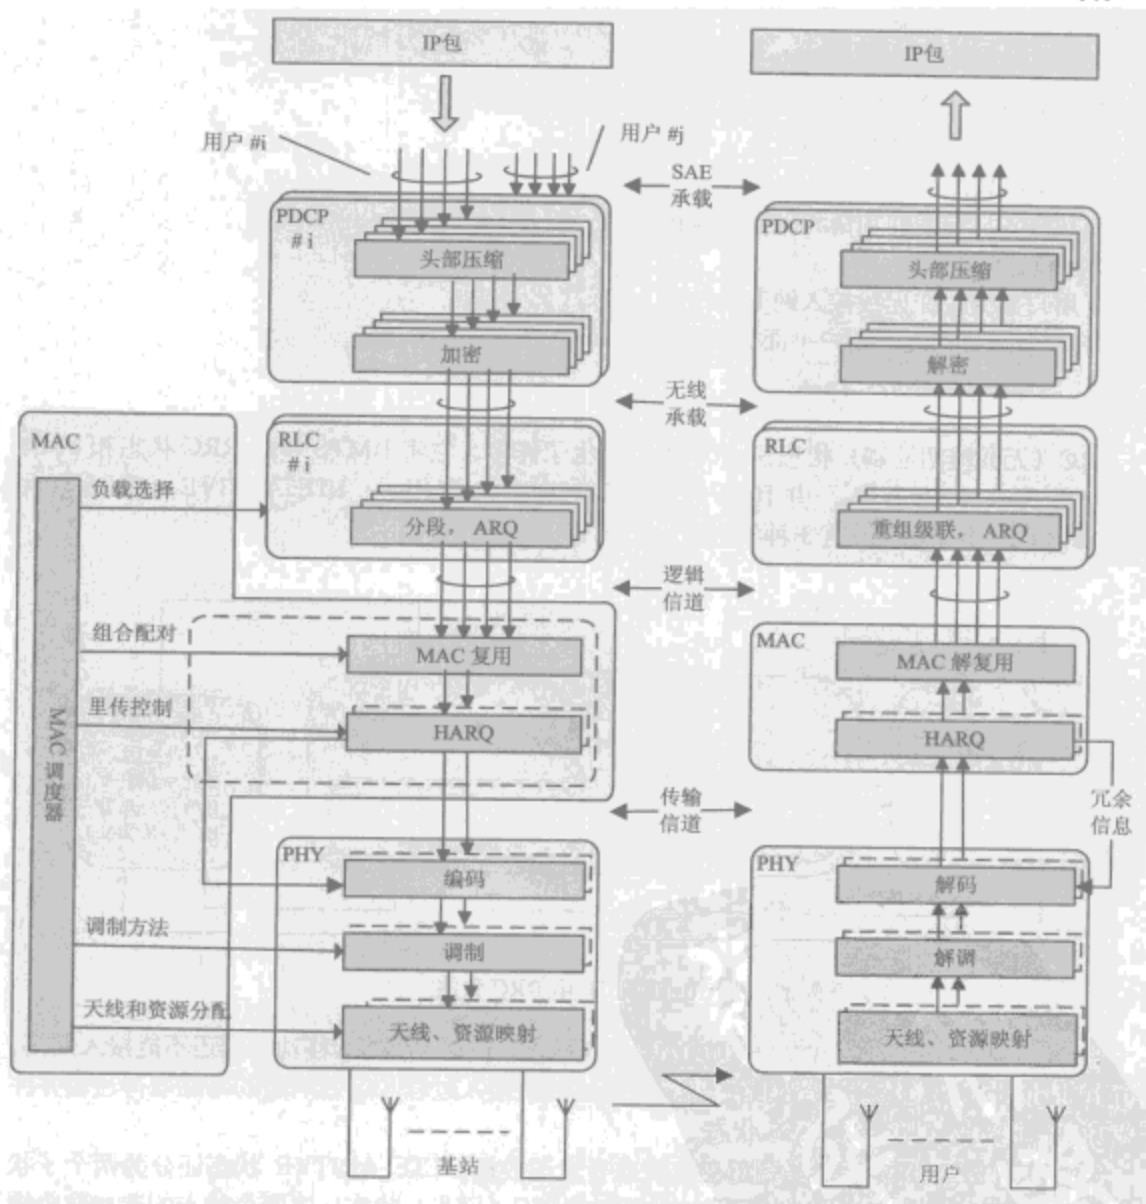 IP包
IP包
用户 #i
用户 #j
SAE
承载
PDCP
# i
头部压缩
加密
PDCP
头部压缩
解密
无线
承载
MAC
RLC
# i
RLC
负载选择
分段，ARQ
重组级联，ARQ
逻辑
信道
组合配对
MAC 复用
MAC
MAC 解复用
里传控制
HARQ
HARQ
MAC 调度器
传输
信道
冗余
信息
PHY
编码
PHY
解码
调制方法
调制
解调
天线和资源分配
天线、资源映射
天线、资源映射
基站
用户